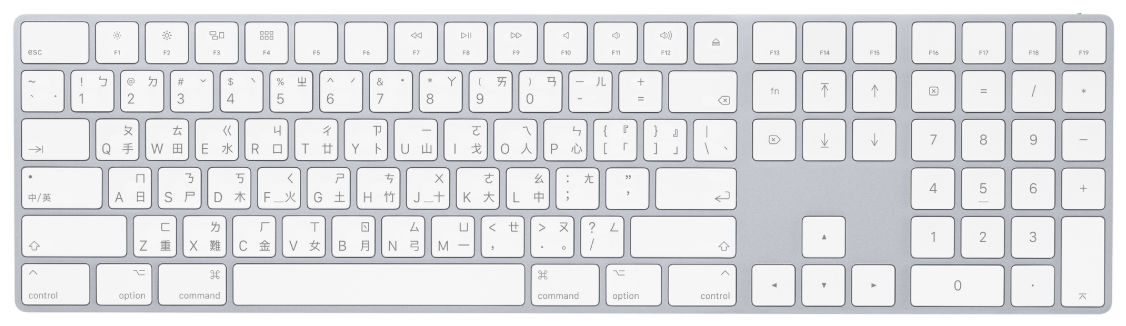 esc F1 F2 F3 F4 F5 F6 F7 F8 F9 F10 F11 F12 F13 F14 F15 F16 F17 F18 F19
~ ! ㄅ @ ㄉ # ˇ $ ˋ % ㄓ ^ ˊ & ˙ * ㄚ ( ㄞ ) ㄢ — ㄦ +
` 1 2 3 4 5 6 7 8 9 0 - = fn = / *
ㄆ ㄊ ㄍ ㄐ ㄔ ㄗ ㄧ ㄛ ㄟ ㄣ { 『 } 』 |
Q 手 W 田 E 水 R 口 T 廿 Y 卜 U 山 I 戈 O 人 P 心 [ 「 ] 」 \ 、 7 8 9 −
• ㄇ ㄋ ㄎ ㄑ ㄕ ㄘ ㄨ ㄜ ㄠ : ㄤ "
中/英 A 日 S 尸 D 木 F 火 G 土 H 竹 J 十 K 大 L 中 ; ' 4 5 6 +
ㄈ ㄌ ㄏ ㄒ ㄖ ㄙ ㄩ < ㄝ > ㄡ ? ㄥ
Z 重 X 難 C 金 V 女 B 月 N 弓 M 一 , . 。 / 1 2 3
control option command command option control 0 .